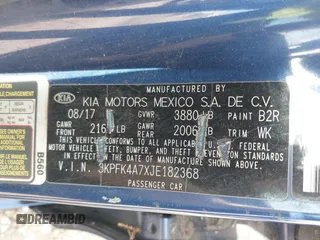 MANUFACTURED BY
KIA KIA MOTORS MEXICO S.A. DE C.V.
08/17 GVWR 3880 LB PAINT B2R
GAWR FRONT 216 LB GAWR REAR 2006 LB TRIM WK
THIS VEHICLE CONFORMS TO ALL APPLICABLE U.S. FEDERAL
MOTOR VEHICLE SAFETY, BUMPER, AND THEFT
PREVENTION STANDARDS IN EFFECT ON THE DATE OF
MANUFACTURE SHOWN ABOVE.
V.I.N. 3KPFK4A7XJE182368
PASSENGER CAR
B5660
DREAMBID